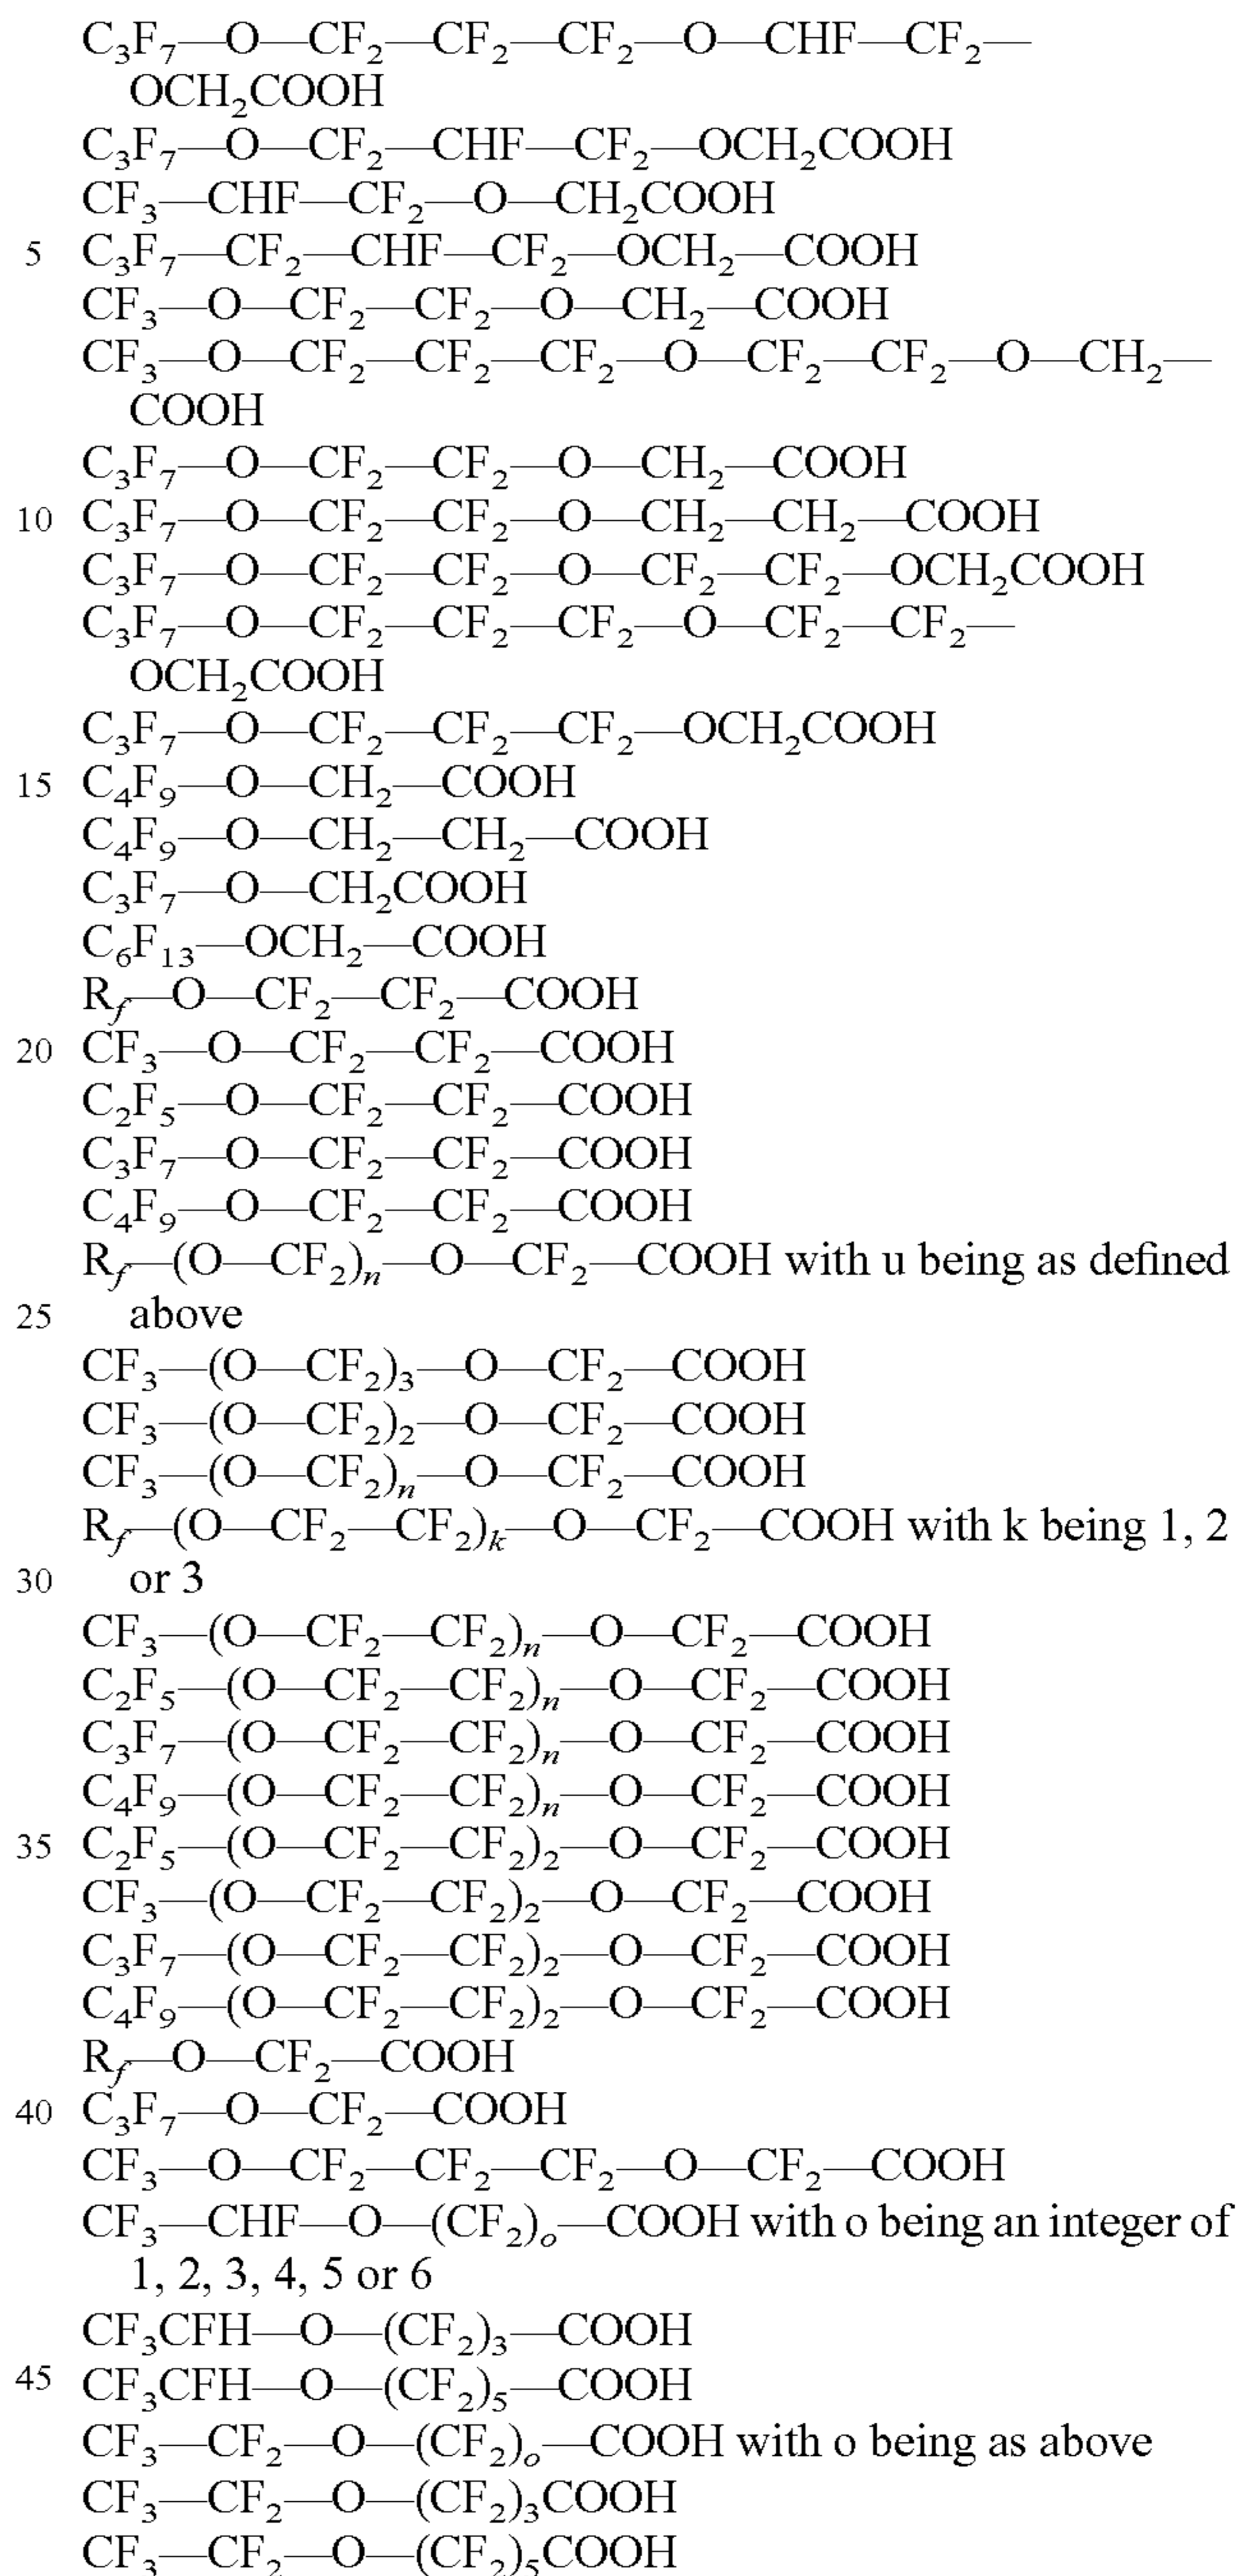 C₃F₇—O—CF₂—CF₂—CF₂—O—CHF—CF₂—
OCH₂COOH
C₃F₇—O—CF₂—CHF—CF₂—OCH₂COOH
CF₃—CHF—CF₂—O—CH₂COOH
5 C₃F₇—CF₂—CHF—CF₂—OCH₂—COOH
CF₃—O—CF₂—CF₂—O—CH₂—COOH
CF₃—O—CF₂—CF₂—CF₂—O—CF₂—CF₂—O—CH₂—
COOH
C₃F₇—O—CF₂—CF₂—O—CH₂—COOH
10 C₃F₇—O—CF₂—CF₂—O—CH₂—CH₂—COOH
C₃F₇—O—CF₂—CF₂—O—CF₂—CF₂—OCH₂COOH
C₃F₇—O—CF₂—CF₂—CF₂—O—CF₂—CF₂—
OCH₂COOH
C₃F₇—O—CF₂—CF₂—CF₂—OCH₂COOH
15 C₄F₉—O—CH₂—COOH
C₄F₉—O—CH₂—CH₂—COOH
C₃F₇—O—CH₂COOH
C₆F₁₃—OCH₂—COOH
R_f—O—CF₂—CF₂—COOH
20 CF₃—O—CF₂—CF₂—COOH
C₂F₅—O—CF₂—CF₂—COOH
C₃F₇—O—CF₂—CF₂—COOH
C₄F₉—O—CF₂—CF₂—COOH
R_f—(O—CF₂)ₙ—O—CF₂—COOH with u being as defined
25 above
CF₃—(O—CF₂)₃—O—CF₂—COOH
CF₃—(O—CF₂)₂—O—CF₂—COOH
CF₃—(O—CF₂)ₙ—O—CF₂—COOH
R_f—(O—CF₂—CF₂)ₖ—O—CF₂—COOH with k being 1, 2
30 or 3
CF₃—(O—CF₂—CF₂)ₙ—O—CF₂—COOH
C₂F₅—(O—CF₂—CF₂)ₙ—O—CF₂—COOH
C₃F₇—(O—CF₂—CF₂)ₙ—O—CF₂—COOH
C₄F₉—(O—CF₂—CF₂)ₙ—O—CF₂—COOH
35 C₂F₅—(O—CF₂—CF₂)₂—O—CF₂—COOH
CF₃—(O—CF₂—CF₂)₂—O—CF₂—COOH
C₃F₇—(O—CF₂—CF₂)₂—O—CF₂—COOH
C₄F₉—(O—CF₂—CF₂)₂—O—CF₂—COOH
R_f—O—CF₂—COOH
40 C₃F₇—O—CF₂—COOH
CF₃—O—CF₂—CF₂—CF₂—O—CF₂—COOH
CF₃—CHF—O—(CF₂)ₒ—COOH with o being an integer of
1, 2, 3, 4, 5 or 6
CF₃CFH—O—(CF₂)₃—COOH
45 CF₃CFH—O—(CF₂)₅—COOH
CF₃—CF₂—O—(CF₂)ₒ—COOH with o being as above
CF₃—CF₂—O—(CF₂)₃COOH
CF₃—CF₂—O—(CF₂)₅COOH